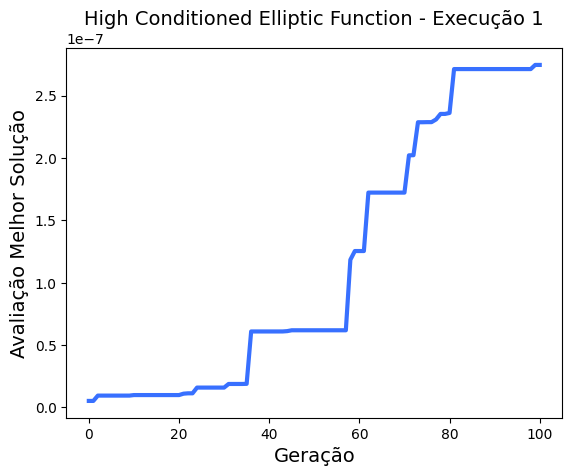 High Conditioned Elliptic Function - Execução 1
1e−7
2.5
2.0
1.5
1.0
0.5
0.0
Avaliação Melhor Solução
0 20 40 60 80 100
Geração